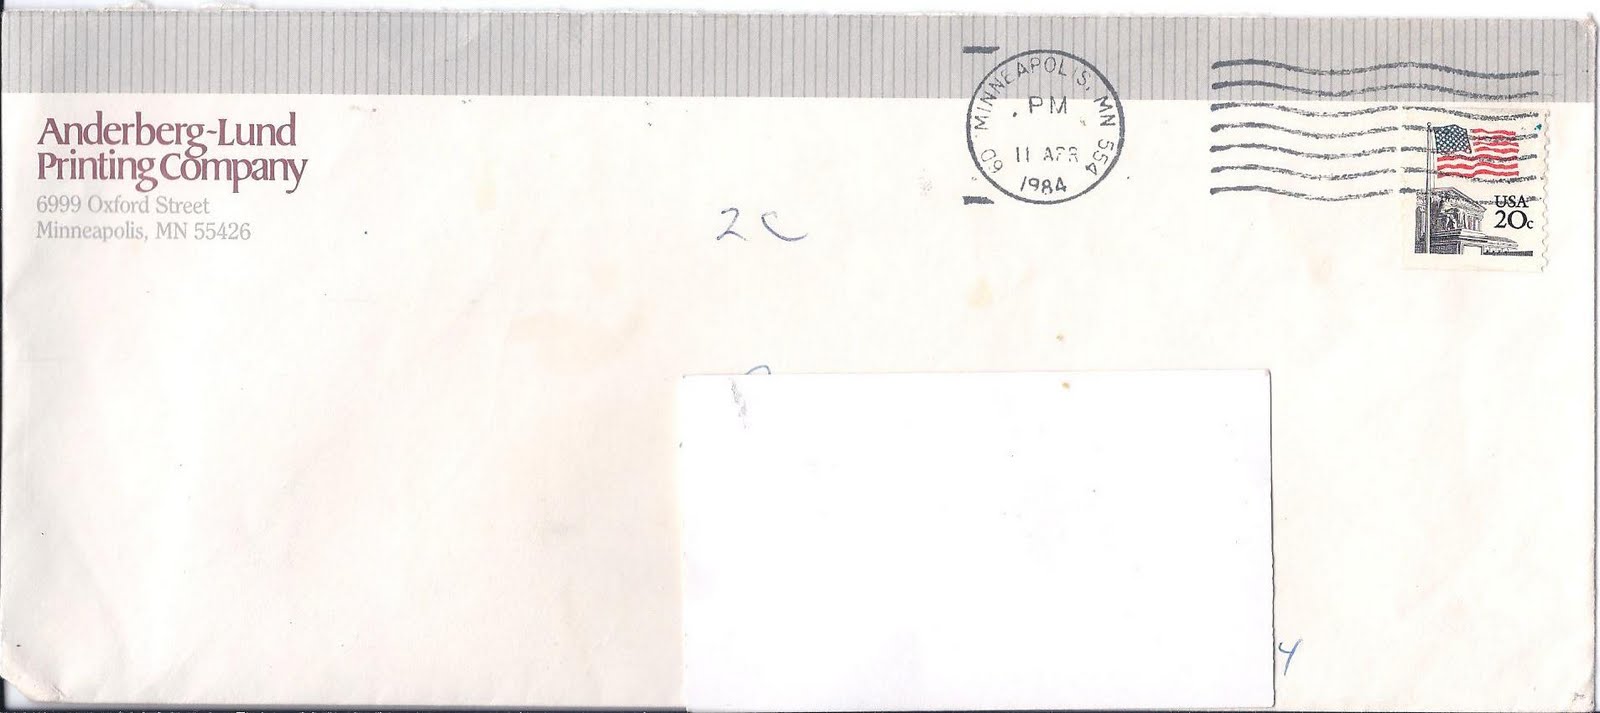 Anderberg-Lund
Printing Company
6999 Oxford Street
Minneapolis, MN 55426
6D MINNEAPOLIS, MN 554
PM
11 APR
1984
USA
20c
2C
4